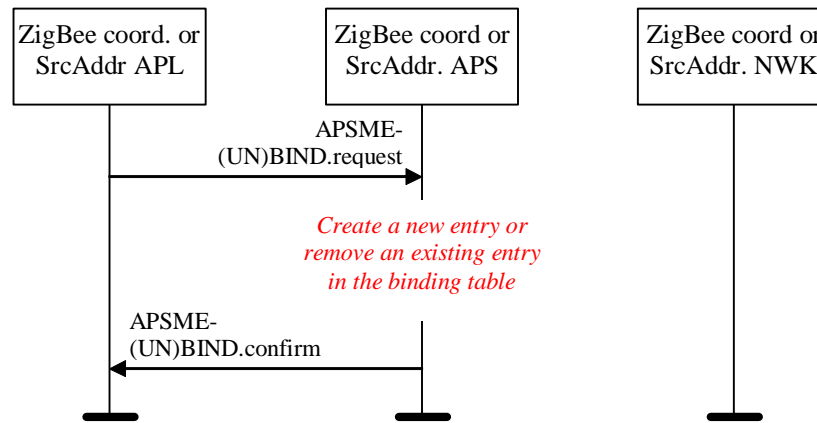 ZigBee coord. or
SrcAddr APL
ZigBee coord or
SrcAddr. APS
ZigBee coord or
SrcAddr. NWK
APSME-
(UN)BIND.request
Create a new entry or
remove an existing entry
in the binding table
APSME-
(UN)BIND.confirm